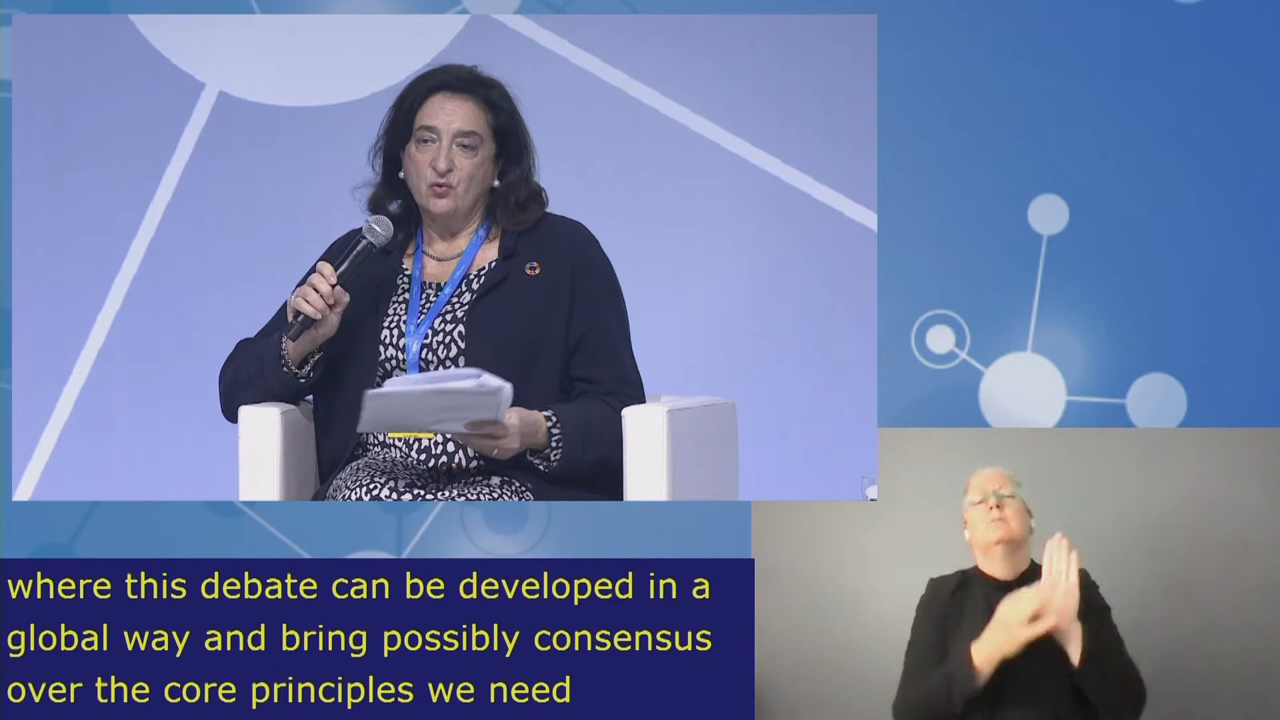 where this debate can be developed in a
global way and bring possibly consensus
over the core principles we need